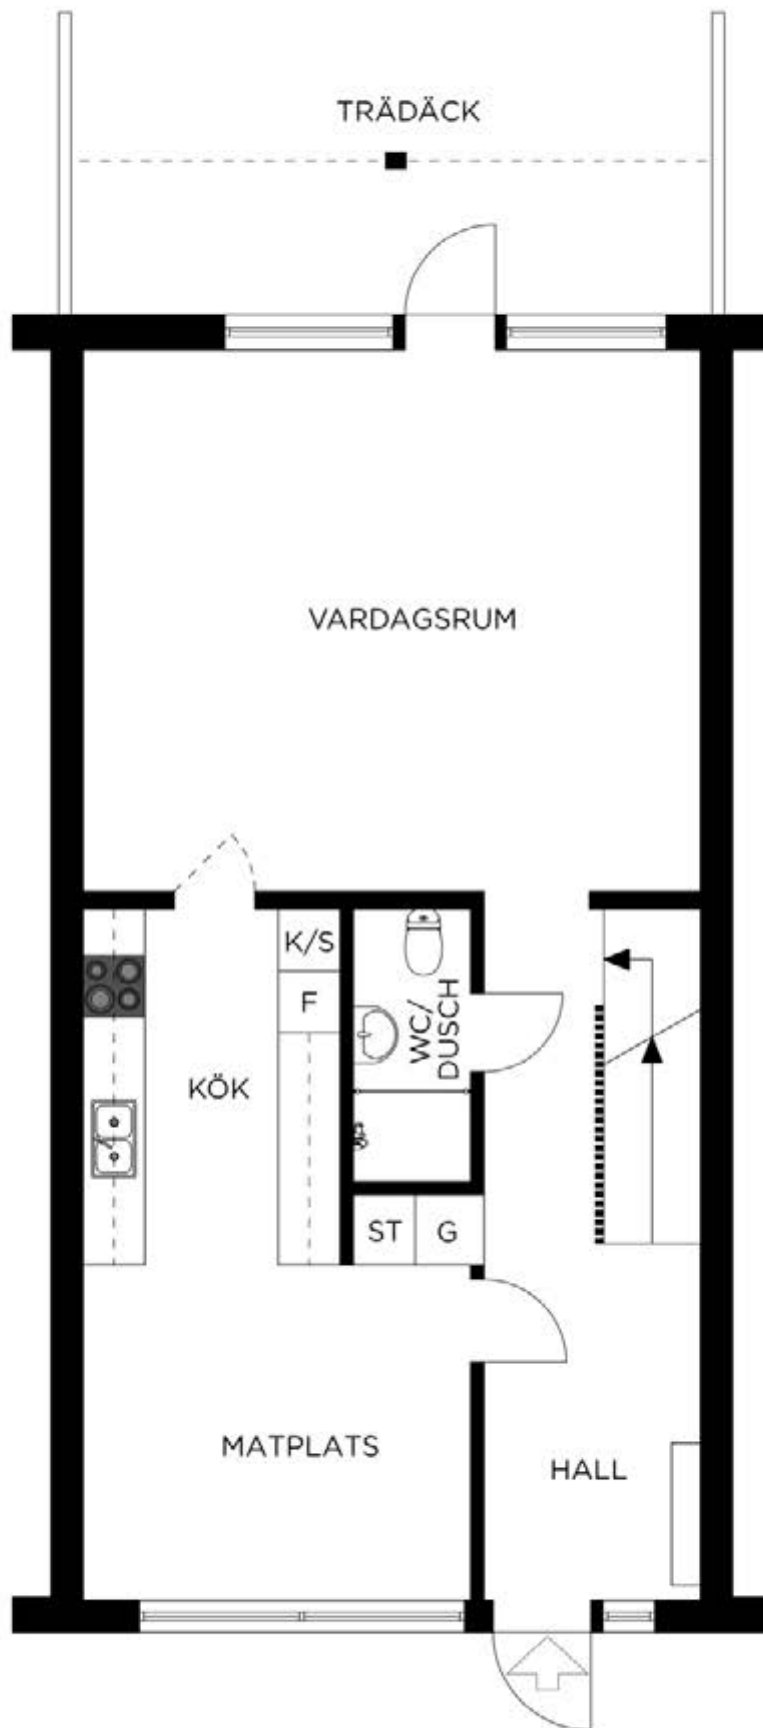 TRÄDÄCK
VARDAGSRUM
K/S
F
WC/
DUSCH
KÖK
ST
G
MATPLATS
HALL